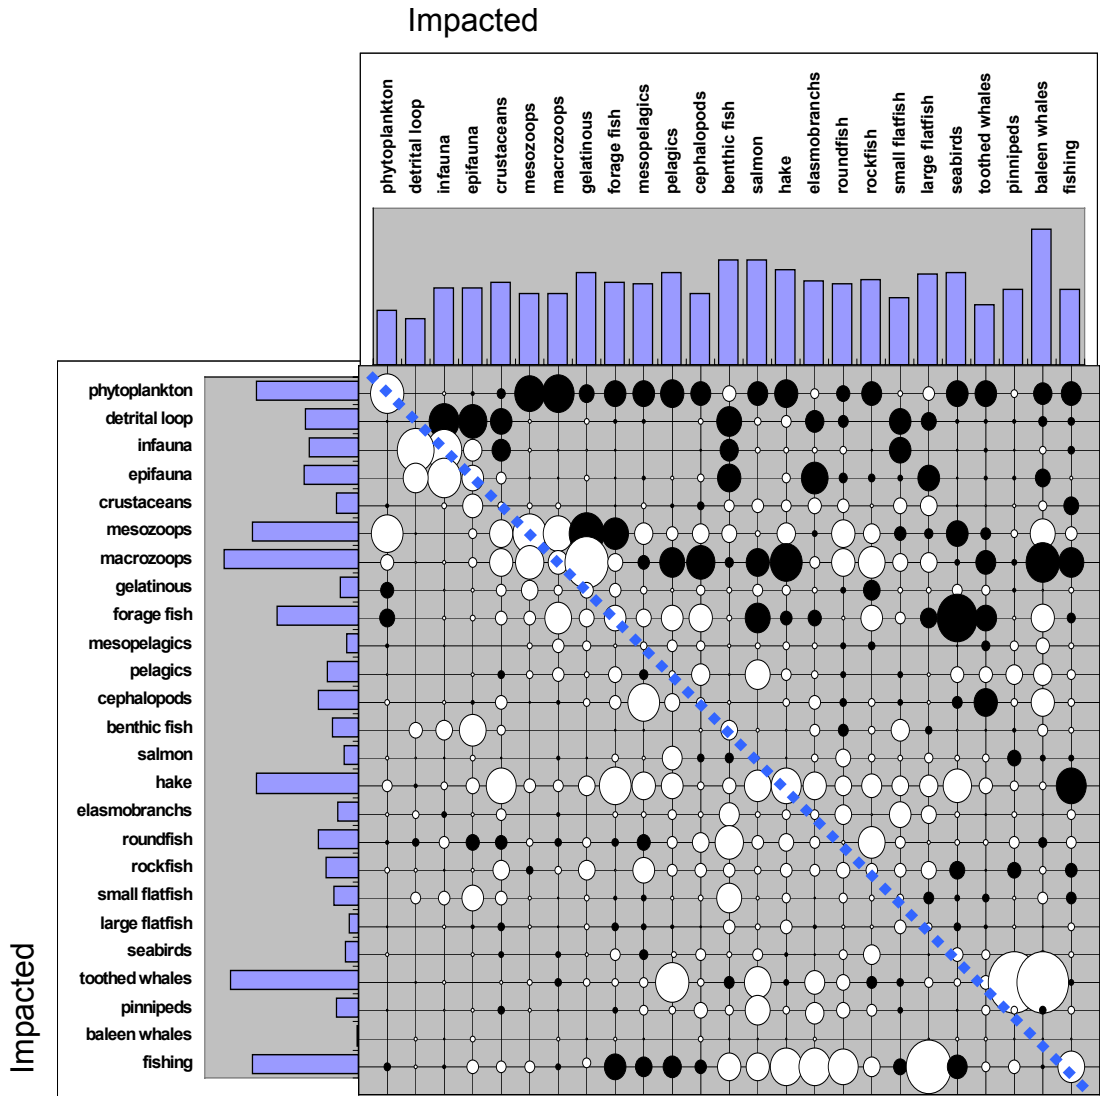 Impacted
phytoplankton
detrital loop
infauna
epifauna
crustaceans
mesozoops
macrozoops
gelatinous
forage fish
mesopelagics
pelagics
cephalopods
benthic fish
salmon
hake
elasmobranchs
roundfish
rockfish
small flatfish
large flatfish
seabirds
toothed whales
pinnipeds
baleen whales
fishing
phytoplankton
detrital loop
infauna
epifauna
crustaceans
mesozoops
macrozoops
gelatinous
forage fish
mesopelagics
pelagics
cephalopods
benthic fish
salmon
hake
elasmobranchs
roundfish
rockfish
small flatfish
large flatfish
seabirds
toothed whales
pinnipeds
baleen whales
fishing
Impacted